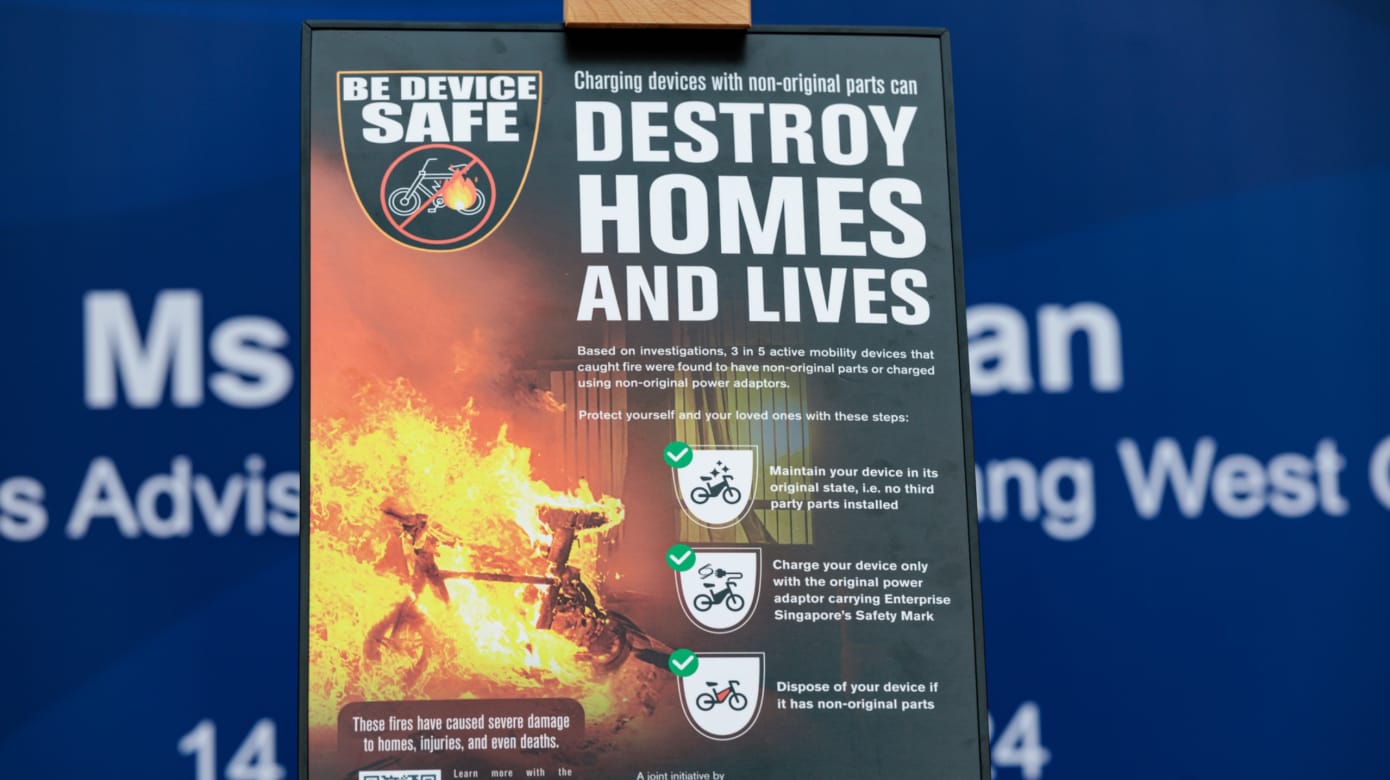 BE DEVICE
SAFE
Charging devices with non-original parts can
DESTROY
HOMES
AND LIVES
Based on investigations, 3 in 5 active mobility devices that
caught fire were found to have non-original parts or charged
using non-original power adaptors.
Protect yourself and your loved ones with these steps:
Maintain your device in its
original state, i.e. no third
party parts installed
Charge your device only
with the original power
adaptor carrying Enterprise
Singapore's Safety Mark
Dispose of your device if
it has non-original parts
These fires have caused severe damage
to homes, injuries, and even deaths.
Learn more with the
A joint initiative by
Ms
West
14